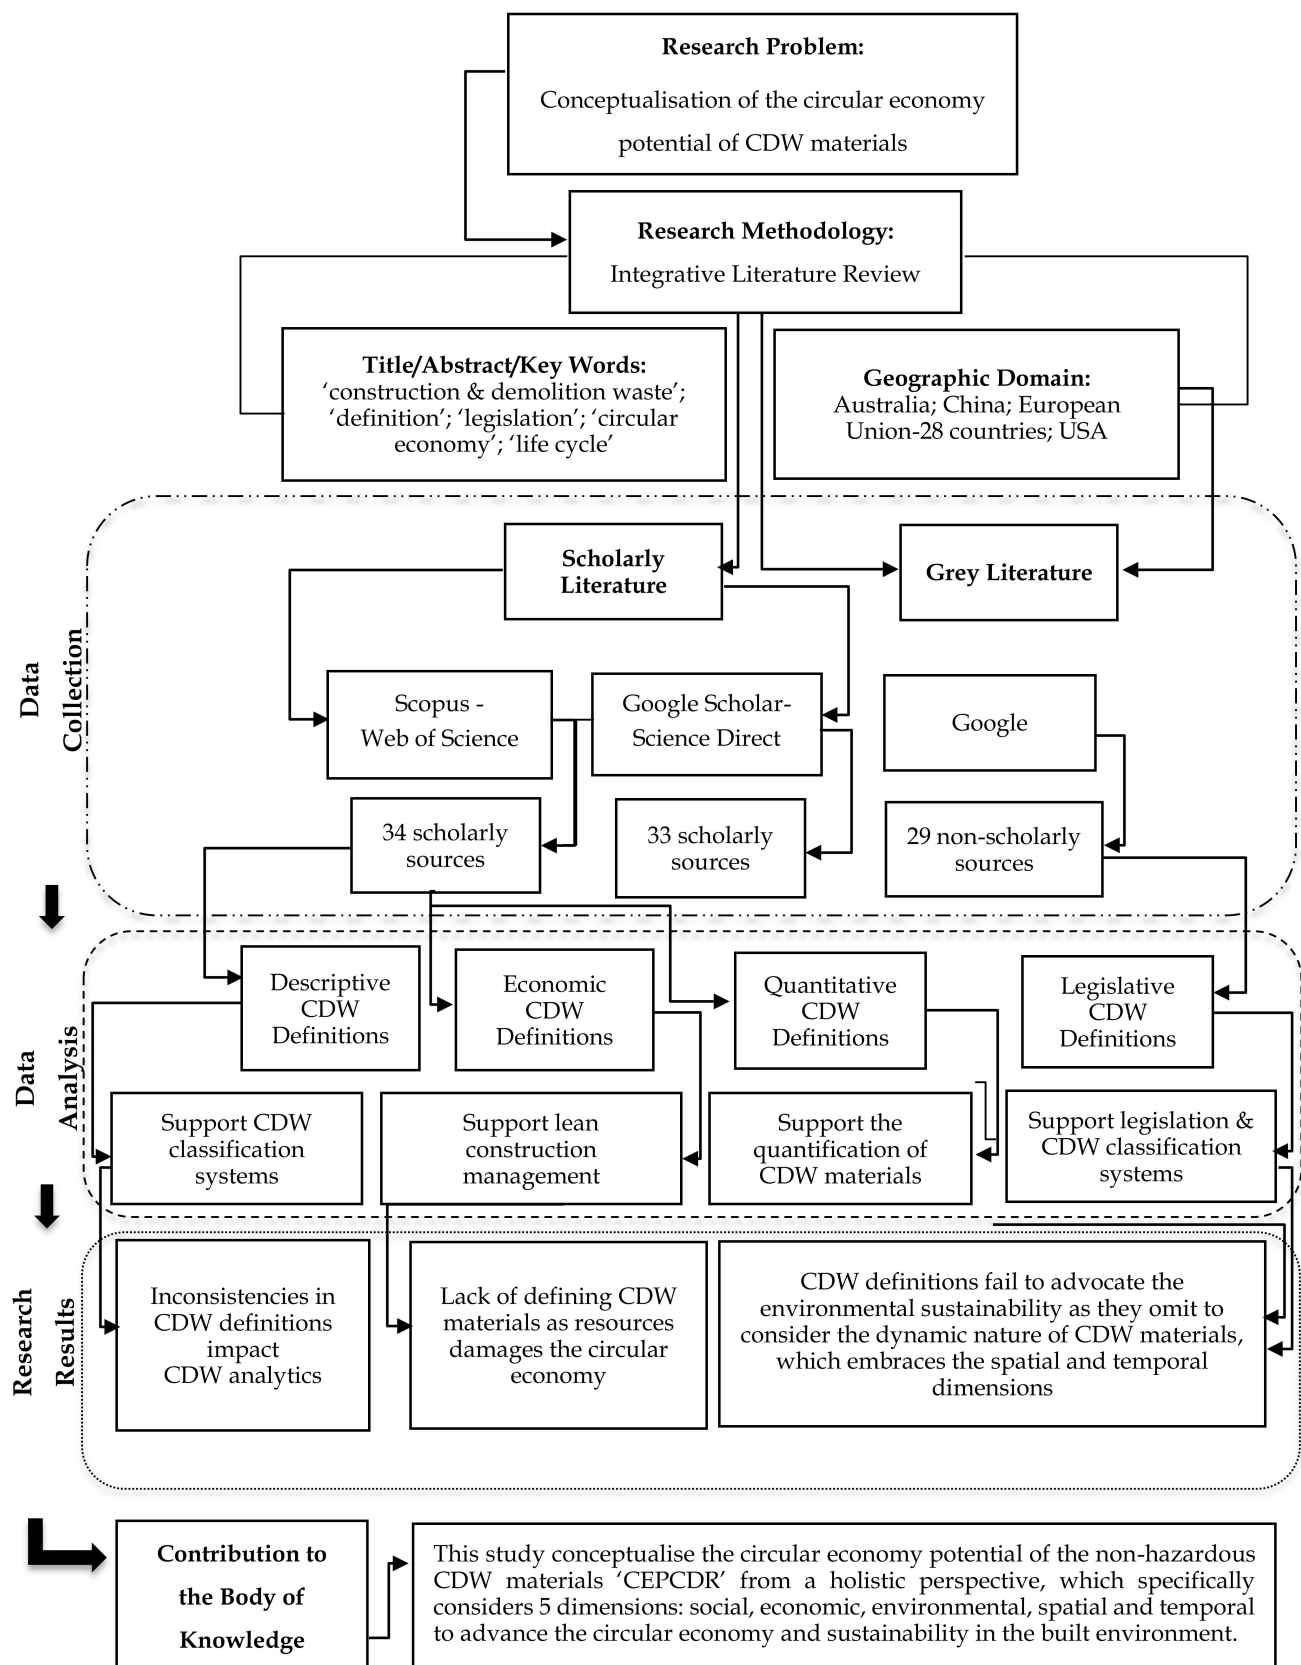 Research Problem:
Conceptualisation of the circular economy
potential of CDW materials
Research Methodology:
Integrative Literature Review
Title/Abstract/Key Words:
‘construction & demolition waste’;
‘definition’; ‘legislation’; ‘circular
economy’; ‘life cycle’
Geographic Domain:
Australia; China; European
Union-28 countries; USA
Data
Collection
Scholarly
Literature
Grey Literature
Scopus -
Web of Science
Google Scholar-
Science Direct
Google
34 scholarly
sources
33 scholarly
sources
29 non-scholarly
sources
Data
Analysis
Descriptive
CDW
Definitions
Economic
CDW
Definitions
Quantitative
CDW
Definitions
Legislative
CDW
Definitions
Support CDW
classification
systems
Support lean
construction
management
Support the
quantification of
CDW materials
Support legislation &
CDW classification
systems
Research
Results
Inconsistencies in
CDW definitions
impact
CDW analytics
Lack of defining CDW
materials as resources
damages the circular
economy
CDW definitions fail to advocate the
environmental sustainability as they omit to
consider the dynamic nature of CDW materials,
which embraces the spatial and temporal
dimensions
Contribution to
the Body of
Knowledge
This study conceptualise the circular economy potential of the non-hazardous
CDW materials ‘CEPCDR’ from a holistic perspective, which specifically
considers 5 dimensions: social, economic, environmental, spatial and temporal
to advance the circular economy and sustainability in the built environment.